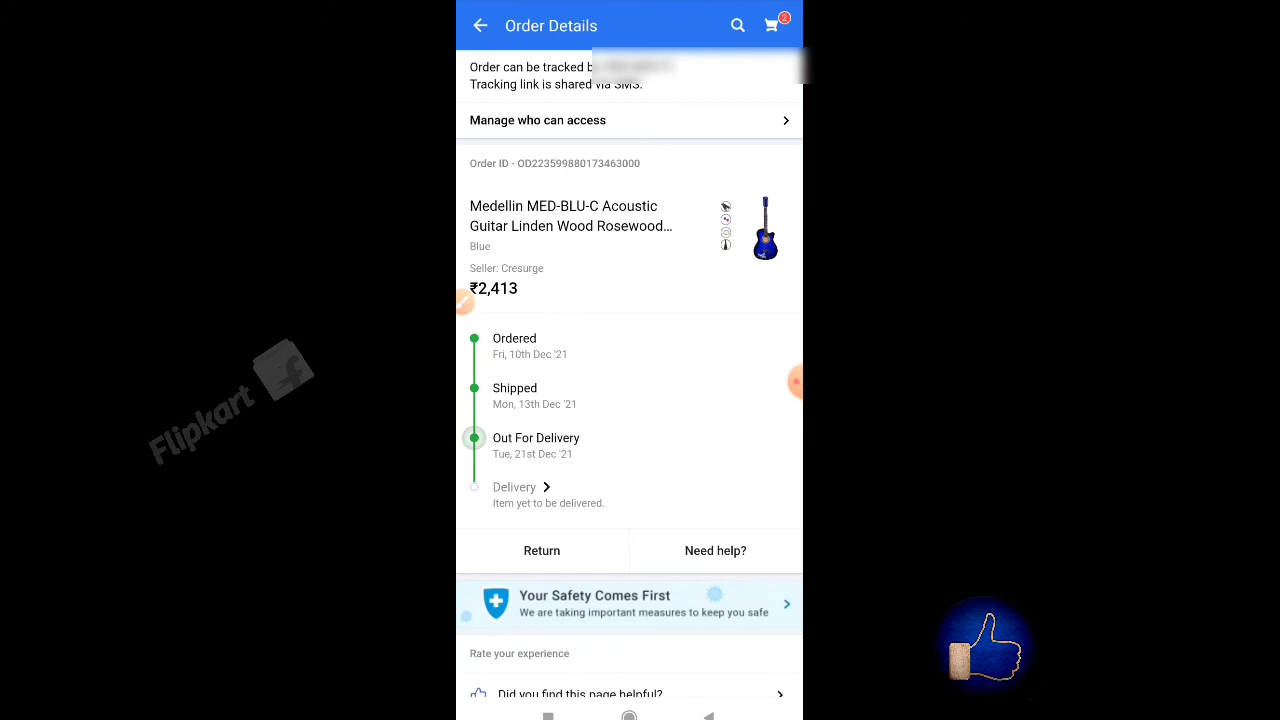 Order Details
2
Order can be tracked b
Tracking link is shared via SMS.
Manage who can access
Order ID - OD223599880173463000
Medellin MED-BLU-C Acoustic
Guitar Linden Wood Rosewood...
Blue
Seller: Cresurge
₹2,413
Ordered
Fri, 10th Dec '21
Shipped
Mon, 13th Dec '21
Out For Delivery
Tue, 21st Dec '21
Delivery
Item yet to be delivered.
Return
Need help?
Your Safety Comes First
We are taking important measures to keep you safe
Rate your experience
Did you find this page helpful?
Flipkart